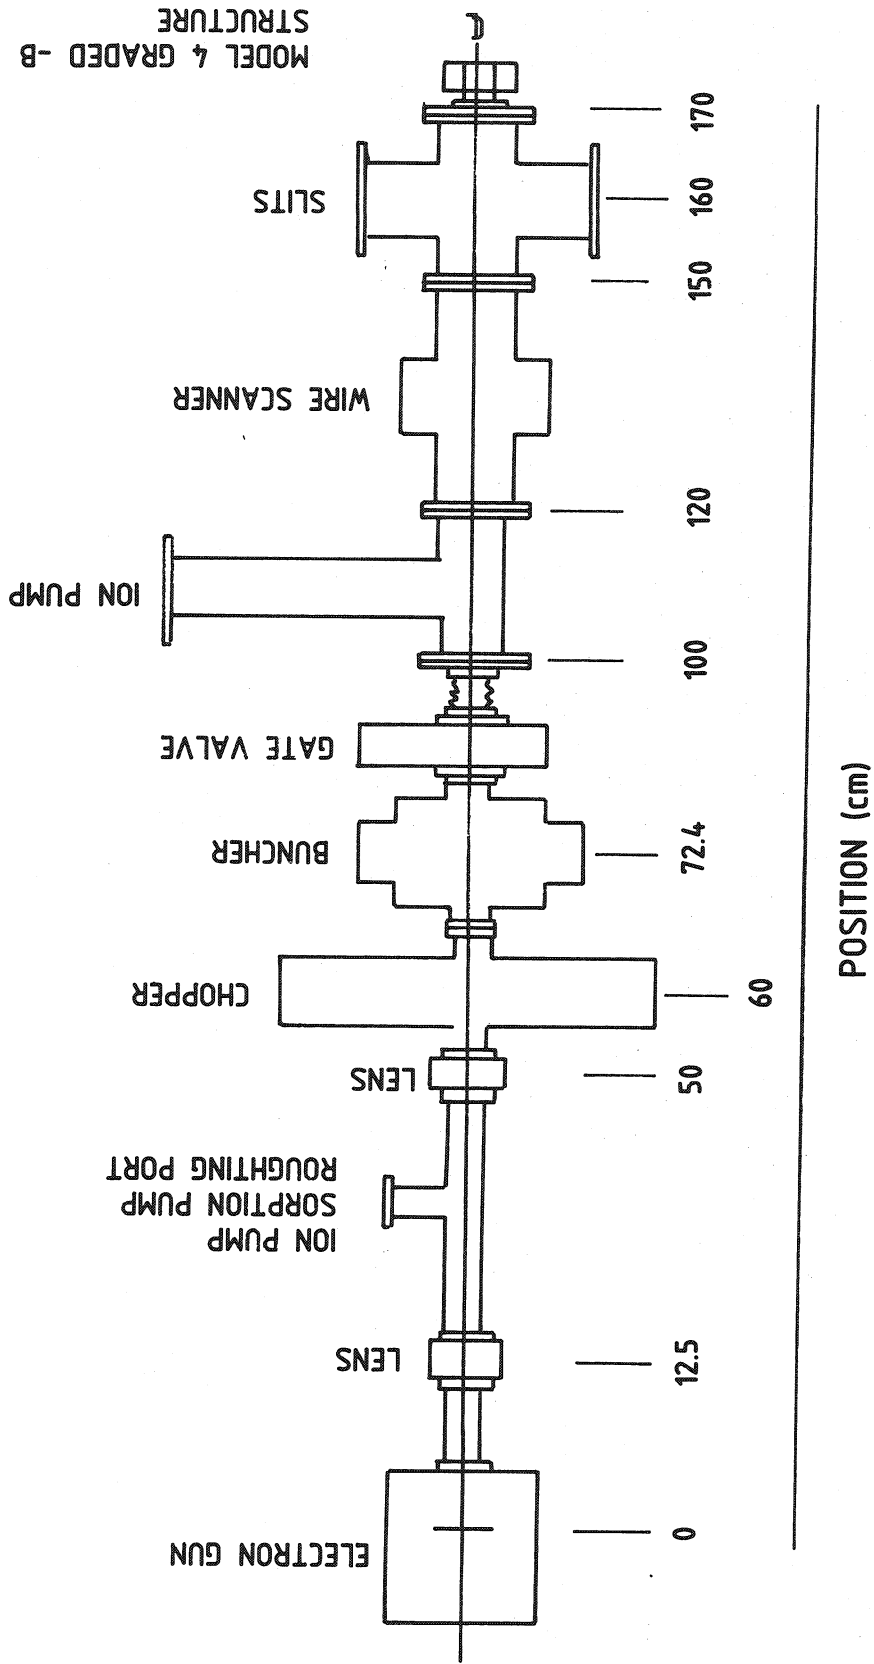 MODEL 4 GRADED -B
STRUCTURE
SLITS
WIRE SCANNER
ION PUMP
GATE VALVE
BUNCHER
CHOPPER
LENS
ION PUMP
SORPTION PUMP
ROUGHTING PORT
LENS
ELECTRON GUN
℄
170
160
150
120
100
72.4
60
50
12.5
0
POSITION (cm)